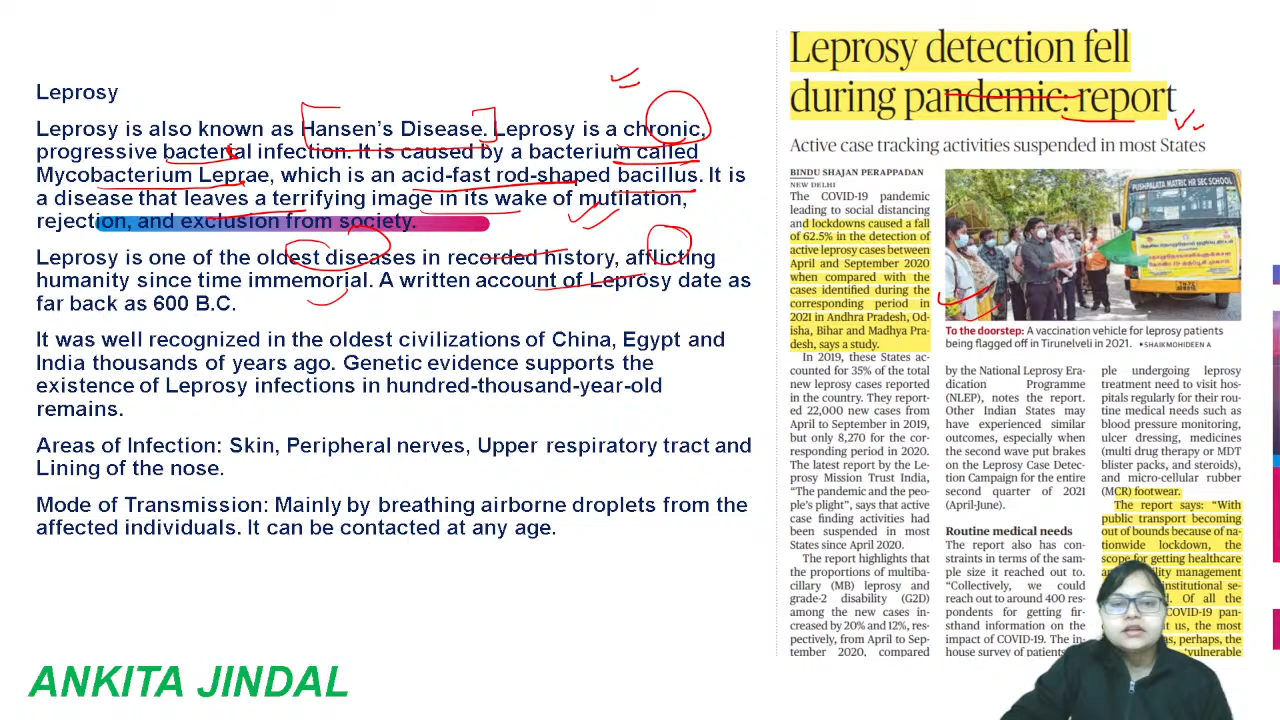 Leprosy
Leprosy is also known as Hansen's Disease. Leprosy is a chronic,
progressive bacterial infection. It is caused by a bacterium called
Mycobacterium Leprae, which is an acid-fast rod-shaped bacillus. It is
a disease that leaves a terrifying image in its wake of mutilation,
rejection, and exclusion from society.
Leprosy is one of the oldest diseases in recorded history, afflicting
humanity since time immemorial. A written account of Leprosy date as
far back as 600 B.C.
It was well recognized in the oldest civilizations of China, Egypt and
India thousands of years ago. Genetic evidence supports the
existence of Leprosy infections in hundred-thousand-year-old
remains.
Areas of Infection: Skin, Peripheral nerves, Upper respiratory tract and
Lining of the nose.
Mode of Transmission: Mainly by breathing airborne droplets from the
affected individuals. It can be contacted at any age.
ANKITA JINDAL
Leprosy detection fell
during pandemic: report
Active case tracking activities suspended in most States
BINDU SHAJAN PERAPPADAN
NEW DELHI
The COVID-19 pandemic
leading to social distancing
and lockdowns caused a fall
of 62.5% in the detection of
active leprosy cases between
April and September 2020
when compared with the
cases identified during the
corresponding period in
2021 in Andhra Pradesh, Od-
isha, Bihar and Madhya Pra-
desh, says a study.
In 2019, these States ac-
counted for 35% of the total
new leprosy cases reported
in the country. They report-
ed 22,000 new cases from
April to September in 2019,
but only 8,270 for the cor-
responding period in 2020.
The latest report by the Le-
prosy Mission Trust India,
“The pandemic and the peo-
ple's plight”, says that active
case finding activities had
been suspended in most
States since April 2020.
The report highlights that
the proportions of multiba-
cillary (MB) leprosy and
grade-2 disability (G2D)
among the new cases in-
creased by 20% and 12%, res-
pectively, from April to Sep-
tember 2020, compared
PUSHPALATA MATRIC HR SEC SCHOOL
To the doorstep: A vaccination vehicle for leprosy patients
being flagged off in Tirunelveli in 2021. •SHAIKMOHIDEEN A
by the National Leprosy Era-
dication Programme
(NLEP), notes the report.
Other Indian States may
have experienced similar
outcomes, especially when
the second wave put brakes
on the Leprosy Case Detec-
tion Campaign for the entire
second quarter of 2021
(April-June).
Routine medical needs
The report also has con-
straints in terms of the sam-
ple size it reached out to.
“Collectively, we could
reach out to around 400 res-
pondents for getting fir-
sthand information on the
impact of COVID-19. The in-
house survey of patients
ple undergoing leprosy
treatment need to visit hos-
pitals regularly for their rou-
tine medical needs such as
blood pressure monitoring,
ulcer dressing, medicines
(multi drug therapy or MDT
blister packs, and steroids),
and micro-cellular rubber
(MCR) footwear.
The report says: “With
public transport becoming
out of bounds because of na-
tionwide lockdown, the
scope for getting healthcare
management
institutional se-
Of all the
COVID-19 pan-
us, the most
perhaps, the
‘vulnerable